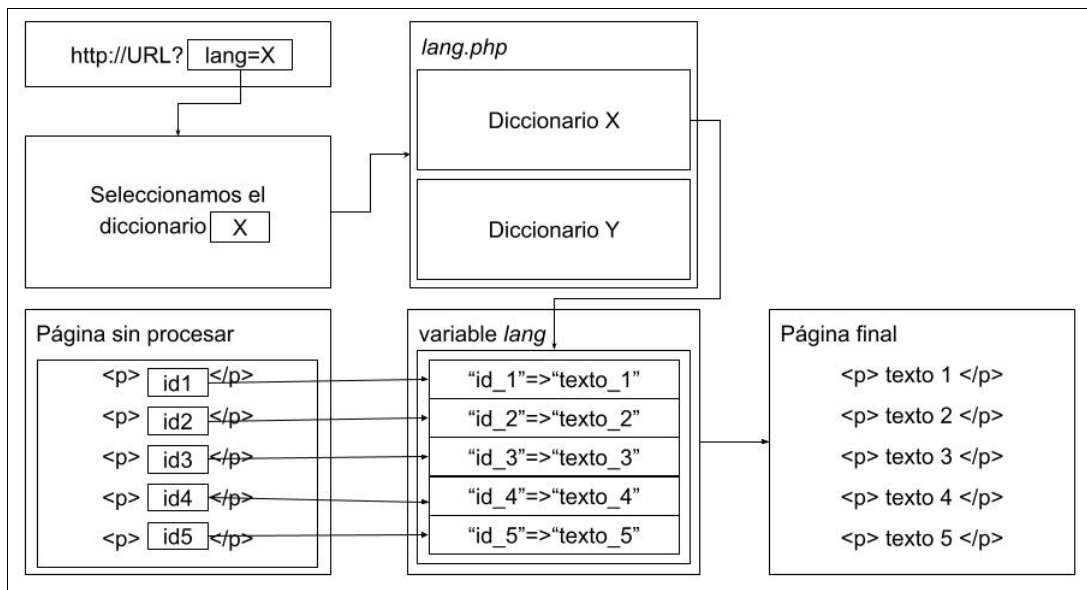 http://URL? lang=X
Seleccionamos el
diccionario X
lang.php
Diccionario X
Diccionario Y
Página sin procesar
<p> id1 </p>
<p> id2 </p>
<p> id3 </p>
<p> id4 </p>
<p> id5 </p>
variable lang
“id_1”=>“texto_1”
“id_2”=>“texto_2”
“id_3”=>“texto_3”
“id_4”=>“texto_4”
“id_5”=>“texto_5”
Página final
<p> texto 1 </p>
<p> texto 2 </p>
<p> texto 3 </p>
<p> texto 4 </p>
<p> texto 5 </p>